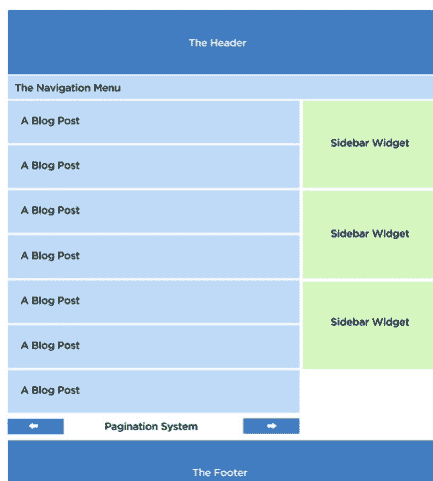 The Header
The Navigation Menu
A Blog Post
Sidebar Widget
A Blog Post
A Blog Post
Sidebar Widget
A Blog Post
A Blog Post
Sidebar Widget
A Blog Post
A Blog Post
Pagination System
The Footer